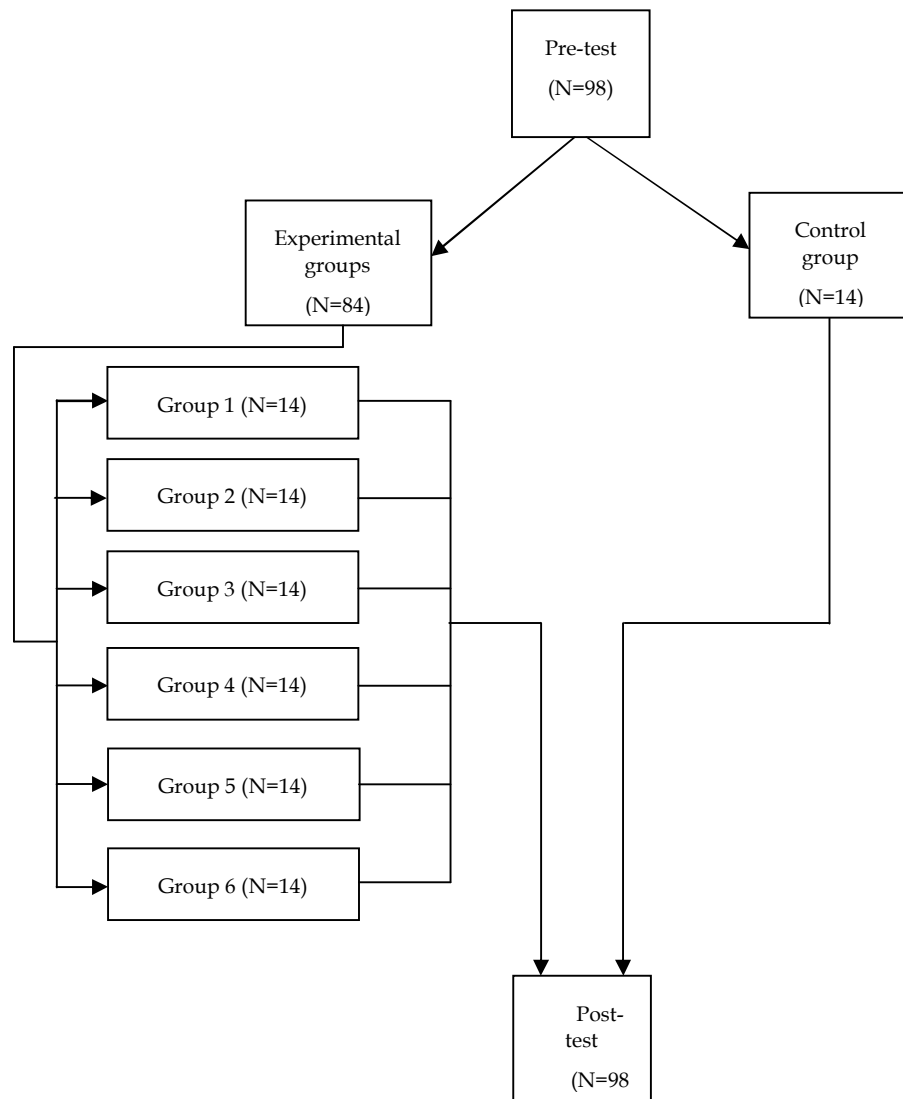 Pre-test
(N=98)
Experimental
groups
(N=84)
Control
group
(N=14)
Group 1 (N=14)
Group 2 (N=14)
Group 3 (N=14)
Group 4 (N=14)
Group 5 (N=14)
Group 6 (N=14)
Post-
test
(N=98